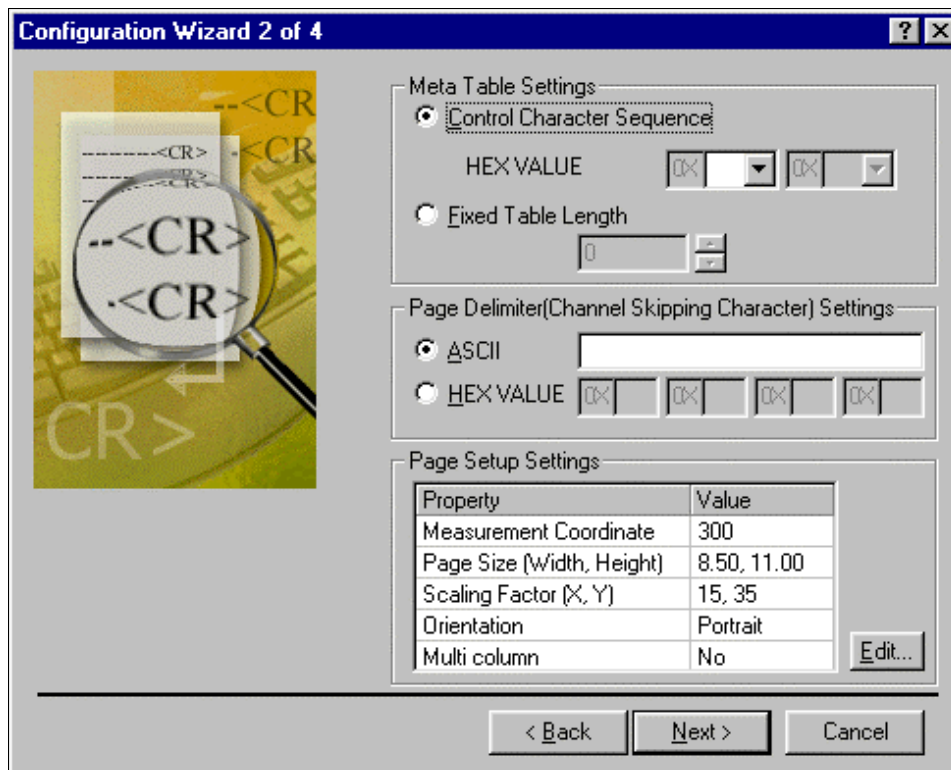 Configuration Wizard 2 of 4
--<CR
-<CR
---------<CR>
--------<CR>
--<CR>
.<CR>
CR>
Meta Table Settings
Control Character Sequence
HEX VALUE 0X 0X
Fixed Table Length
0
Page Delimiter(Channel Skipping Character) Settings
ASCII
HEX VALUE 0X 0X 0X 0X
Page Setup Settings
Property Value
Measurement Coordinate 300
Page Size (Width, Height) 8.50, 11.00
Scaling Factor (X, Y) 15, 35
Orientation Portrait
Multi column No
Edit...
< Back Next > Cancel